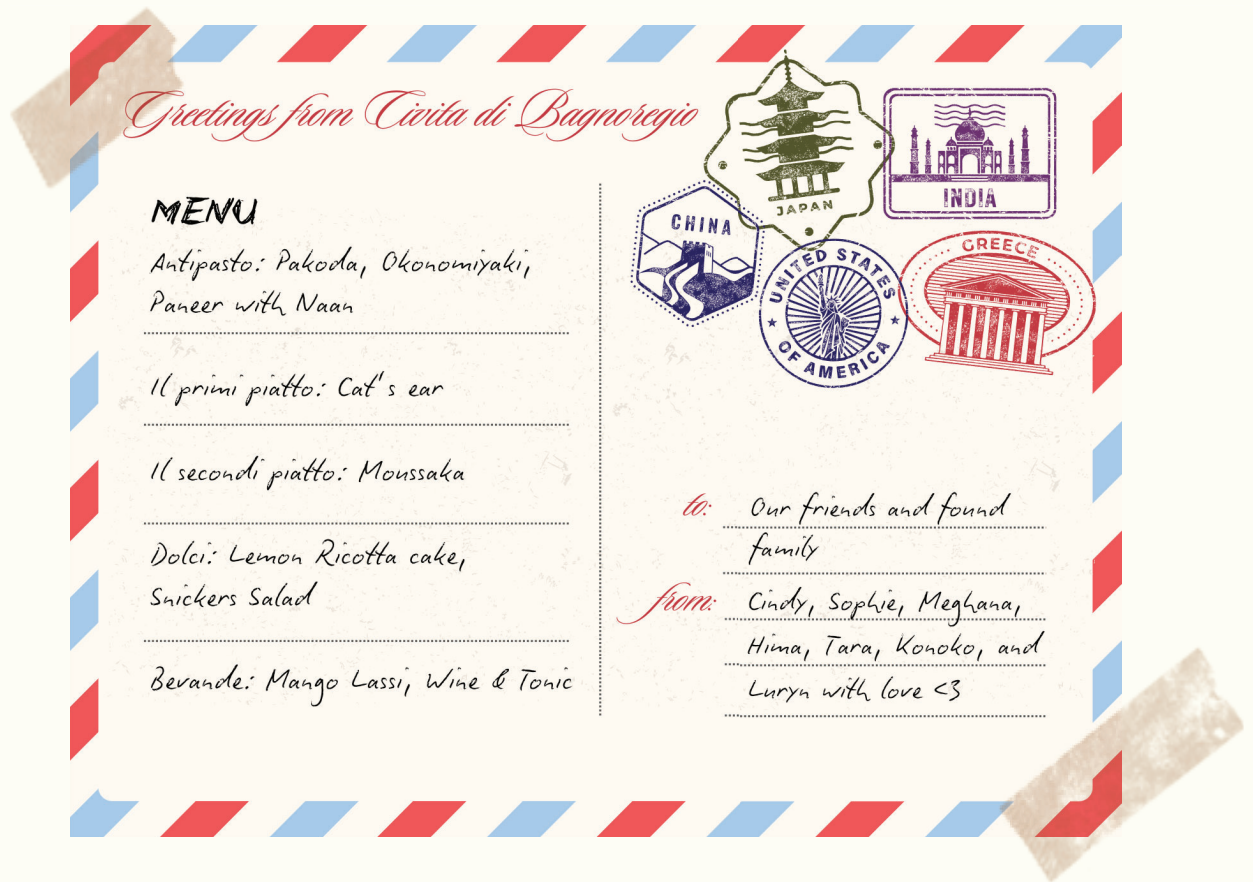 Greetings from Civita di Bagnoregio
MENU
Antipasto: Pakoda, Okonomiyaki,
Paneer with Naan
Il primi piatto: Cat's ear
Il secondi piatto: Moussaka
Dolci: Lemon Ricotta cake,
Snickers Salad
Bevande: Mango Lassi, Wine & Tonic
JAPAN
INDIA
CHINA
UNITED STATES
OF AMERICA
GREECE
to: Our friends and found
family
from: Cindy, Sophie, Meghana,
Hima, Tara, Konoko, and
Luryn with love <3